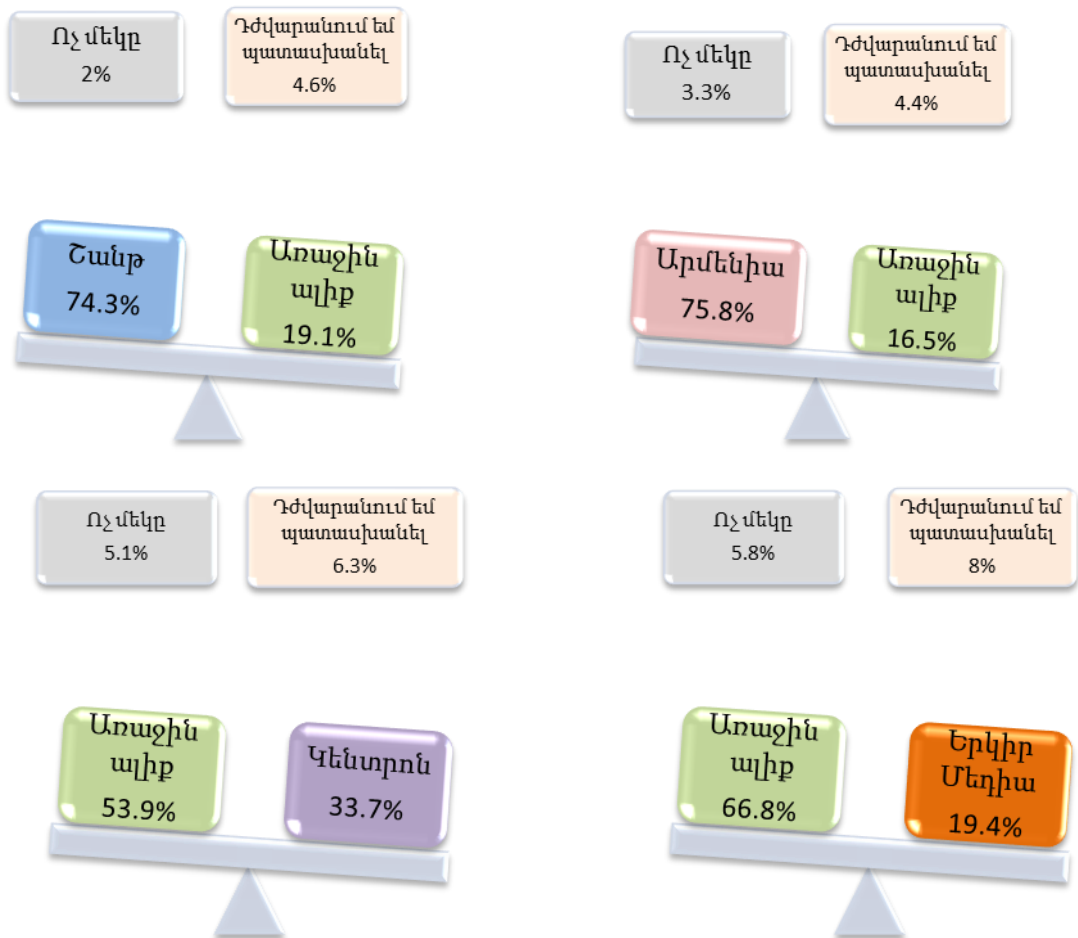 Ոչ մեկը
2%
Դժվարանում եմ
պատասխանել
4.6%
Շանթ
74.3%
Առաջին
ալիք
19.1%
Ոչ մեկը
3.3%
Դժվարանում եմ
պատասխանել
4.4%
Արմենիա
75.8%
Առաջին
ալիք
16.5%
Ոչ մեկը
5.1%
Դժվարանում եմ
պատասխանել
6.3%
Առաջին
ալիք
53.9%
Կենտրոն
33.7%
Ոչ մեկը
5.8%
Դժվարանում եմ
պատասխանել
8%
Առաջին
ալիք
66.8%
Երկիր
Մեդիա
19.4%